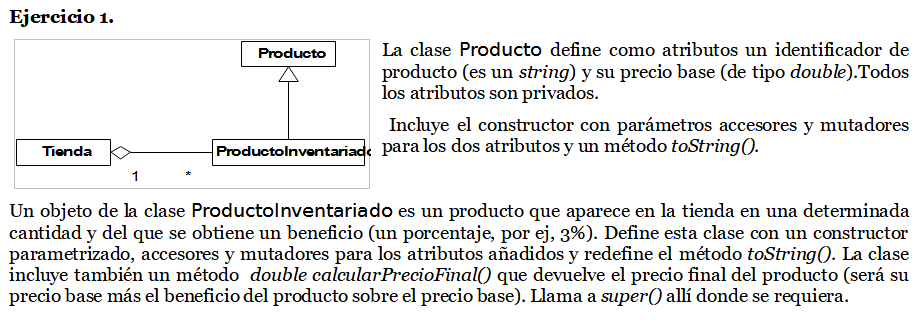 Ejercicio 1.
Producto
Tienda
ProductoInventariado
1
*
La clase Producto define como atributos un identificador de
producto (es un string) y su precio base (de tipo double).Todos
los atributos son privados.
Incluye el constructor con parámetros accesores y mutadores
para los dos atributos y un método toString().
Un objeto de la clase ProductoInventariado es un producto que aparece en la tienda en una determinada
cantidad y del que se obtiene un beneficio (un porcentaje, por ej, 3%). Define esta clase con un constructor
parametrizado, accesores y mutadores para los atributos añadidos y redefine el método toString(). La clase
incluye también un método double calcularPrecioFinal() que devuelve el precio final del producto (será su
precio base más el beneficio del producto sobre el precio base). Llama a super() allí donde se requiera.